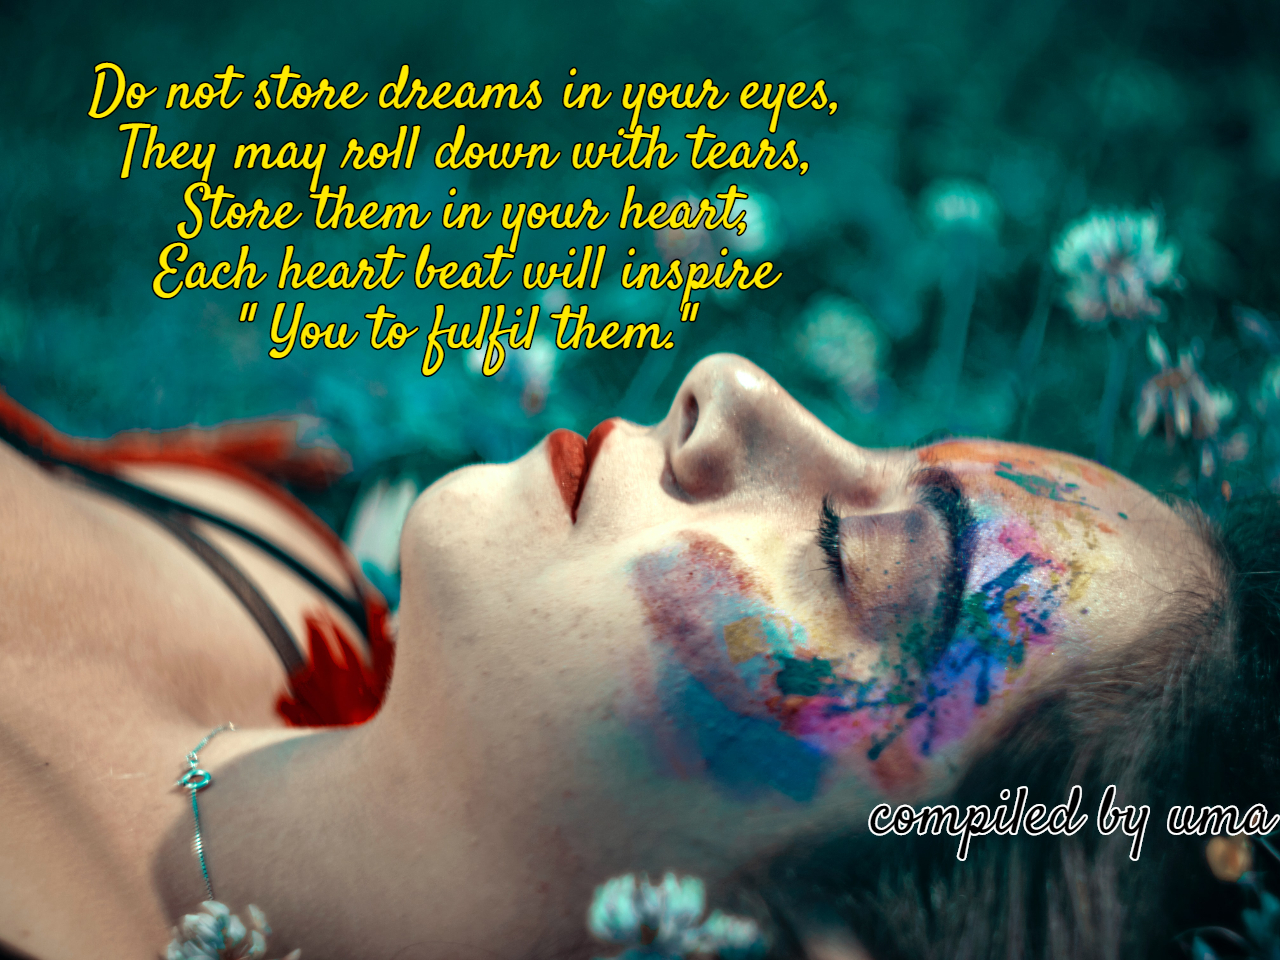 Do not store dreams in your eyes,
They may roll down with tears,
Store them in your heart,
Each heart beat will inspire
" You to fulfil them."
compiled by uma